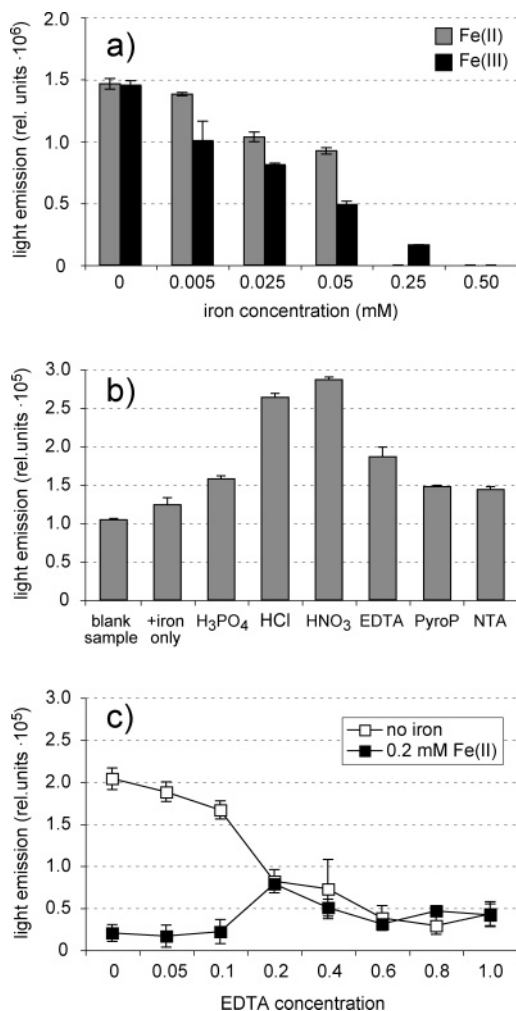 a)
Fe(II)
Fe(III)
light emission (rel. units ·10⁶)
2.0
1.5
1.0
0.5
0
0 0.005 0.025 0.05 0.25 0.50
iron concentration (mM)
b)
light emission (rel.units ·10⁵)
3.0
2.5
2.0
1.5
1.0
0.5
0
blank sample +iron only H₃PO₄ HCl HNO₃ EDTA PyroP NTA
c)
no iron
0.2 mM Fe(II)
light emission (rel.units ·10⁵)
3.0
2.5
2.0
1.5
1.0
0.5
0
0 0.05 0.1 0.2 0.4 0.6 0.8 1.0
EDTA concentration